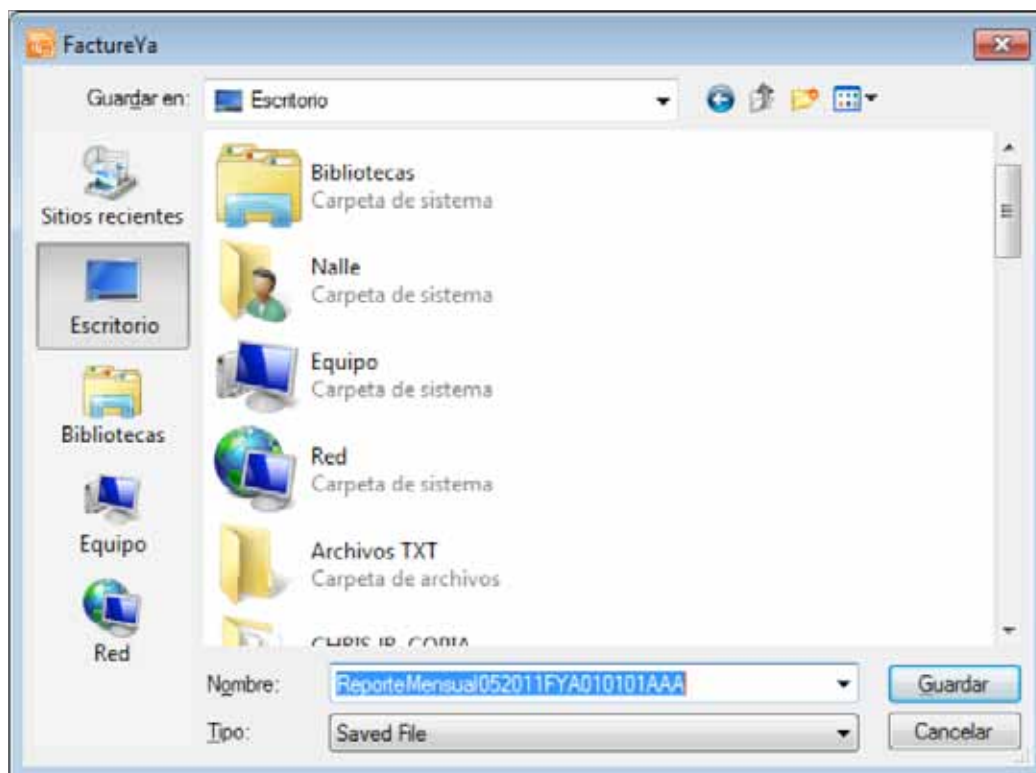 FactureYa
Guardar en:
Escritorio
Sitios recientes
Escritorio
Bibliotecas
Equipo
Red
Bibliotecas
Carpeta de sistema
Nalle
Carpeta de sistema
Equipo
Carpeta de sistema
Red
Carpeta de sistema
Archivos TXT
Carpeta de archivos
Nombre:
ReporteMensual052011FYA010101AAA
Guardar
Tipo:
Saved File
Cancelar